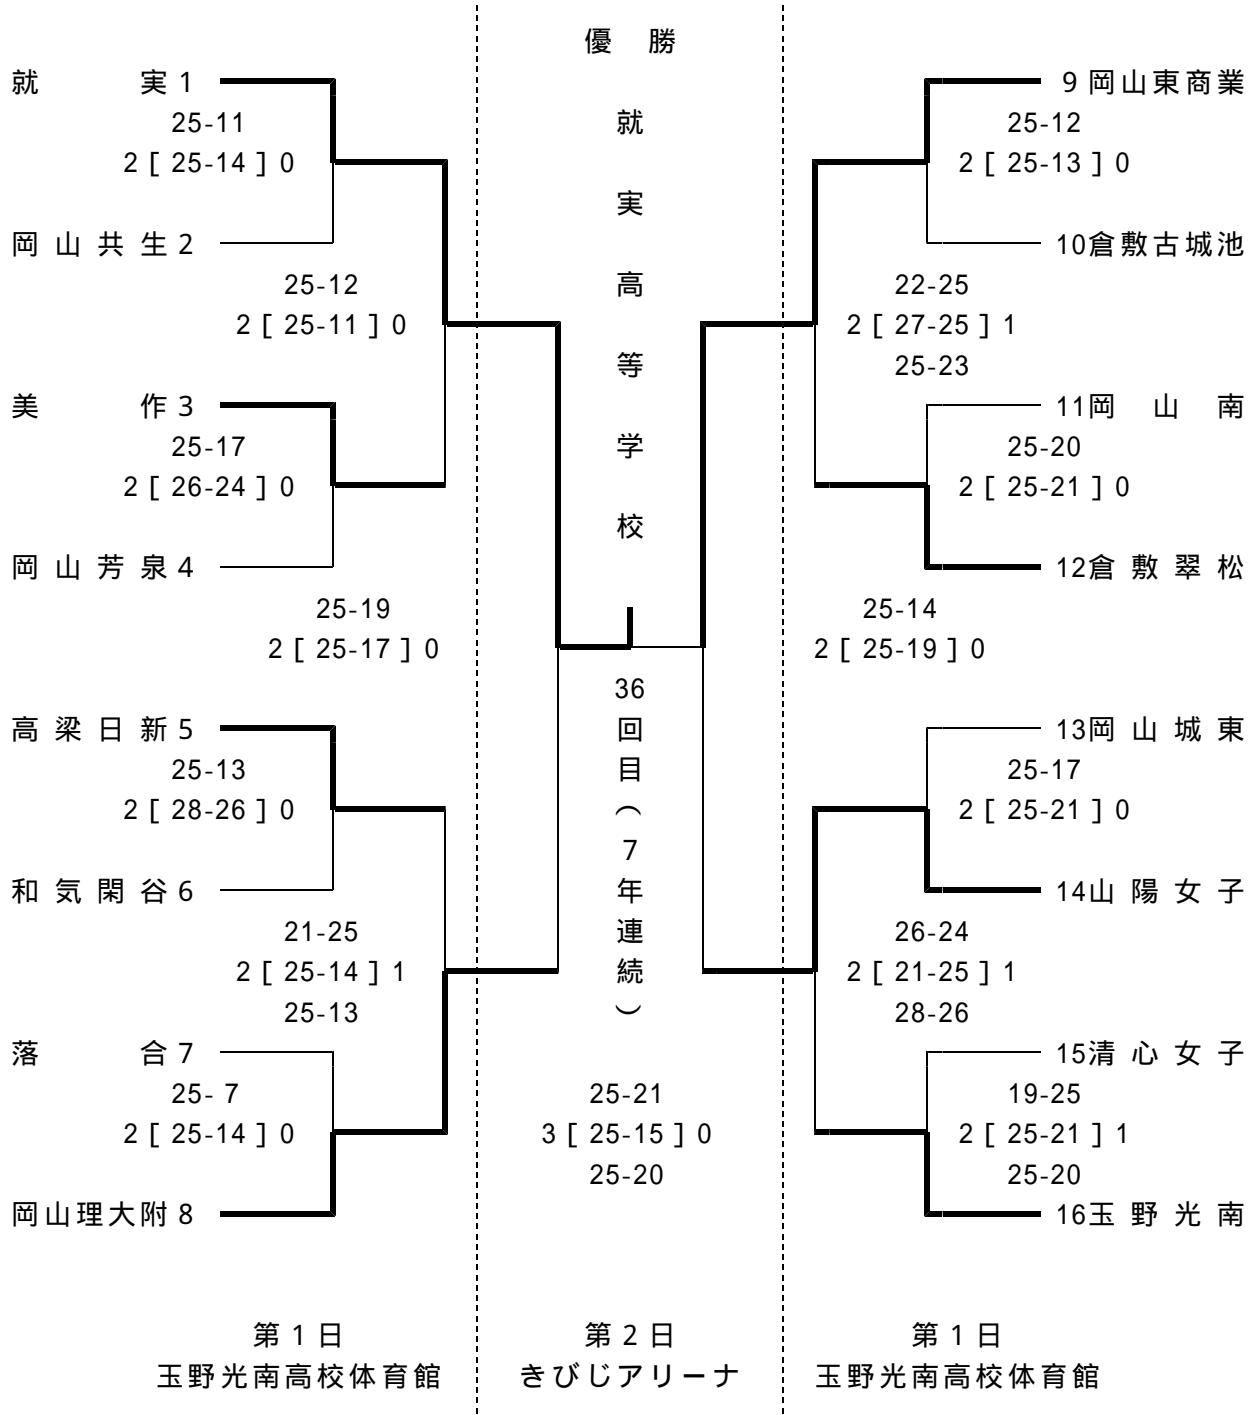 優 勝
就実高等学校
36回目(7年連続)
就 実 1
25-11
2 [ 25-14 ] 0
岡山共生 2
25-12
2 [ 25-11 ] 0
美 作 3
25-17
2 [ 26-24 ] 0
岡山芳泉 4
25-19
2 [ 25-17 ] 0
高梁日新 5
25-13
2 [ 28-26 ] 0
和気閑谷 6
21-25
2 [ 25-14 ] 1
25-13
落 合 7
25- 7
2 [ 25-14 ] 0
岡山理大附 8
25-21
3 [ 25-15 ] 0
25-20
9 岡山東商業
25-12
2 [ 25-13 ] 0
10倉敷古城池
22-25
2 [ 27-25 ] 1
25-23
11岡 山 南
25-20
2 [ 25-21 ] 0
12倉敷翠松
25-14
2 [ 25-19 ] 0
13岡山城東
25-17
2 [ 25-21 ] 0
14山陽女子
26-24
2 [ 21-25 ] 1
28-26
15清心女子
19-25
2 [ 25-21 ] 1
25-20
16玉野光南
第1日
玉野光南高校体育館
第2日
きびじアリーナ
第1日
玉野光南高校体育館